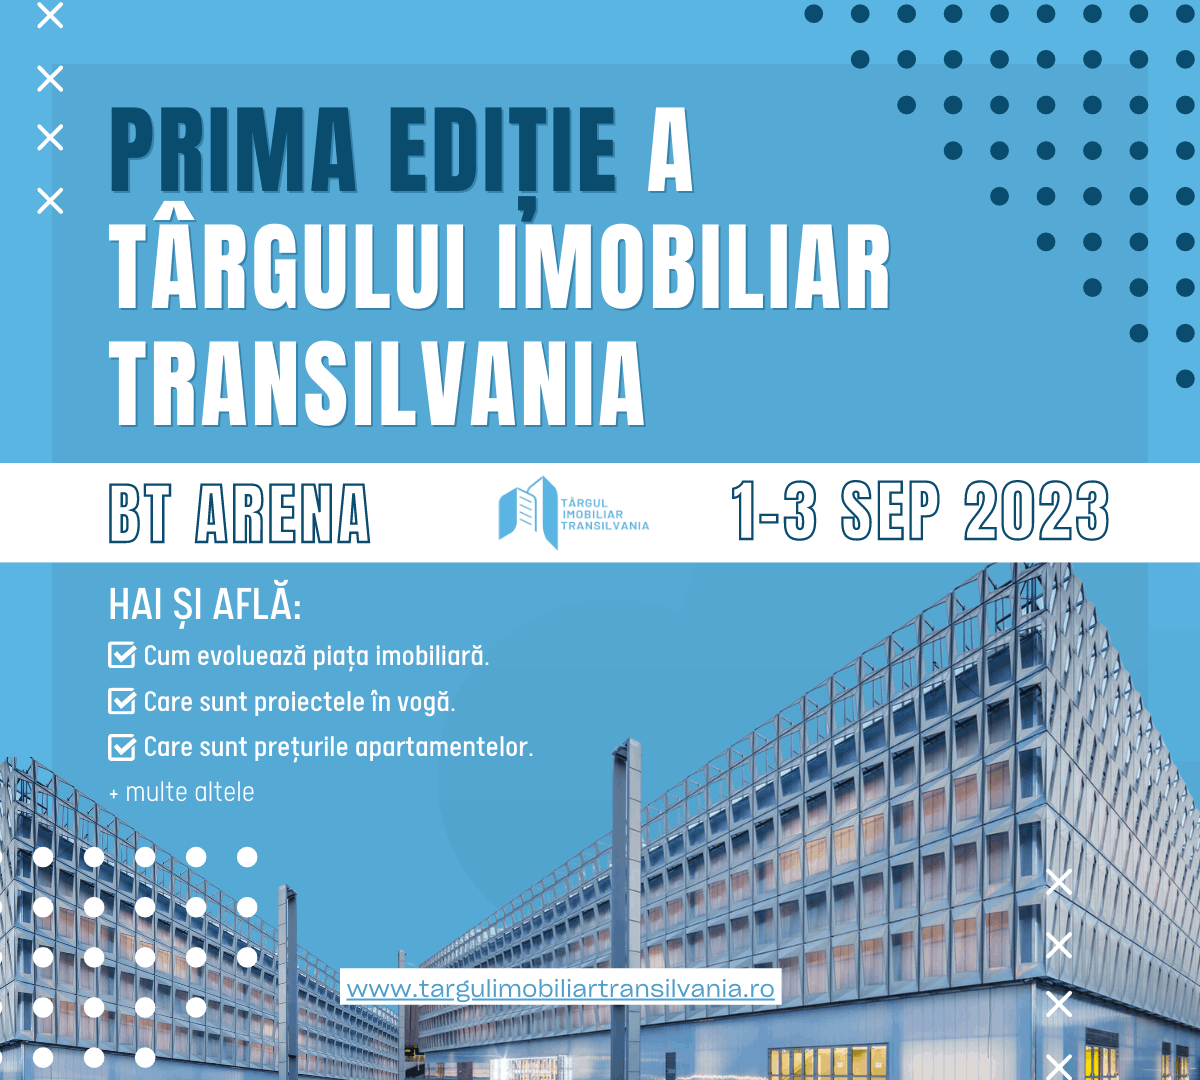 PRIMA EDIȚIE A
TÂRGULUI IMOBILIAR
TRANSILVANIA
BT ARENA
TÂRGUL
IMOBILIAR
TRANSILVANIA
1-3 SEP 2023
HAI ȘI AFLĂ:
Cum evoluează piața imobiliară.
Care sunt proiectele în vogă.
Care sunt prețurile apartamentelor.
+ multe altele
www.targulimobiliartransilvania.ro